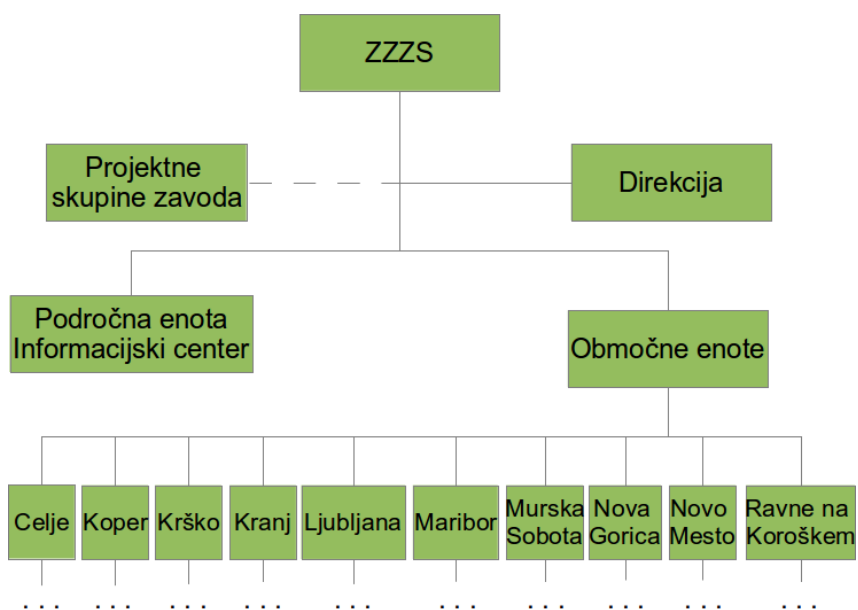 ZZZS
Projektne
skupine zavoda
Direkcija
Področna enota
Informacijski center
Območne enote
Celje
Koper
Krško
Kranj
Ljubljana
Maribor
Murska
Sobota
Nova
Gorica
Novo
Mesto
Ravne na
Koroškem
. . .
. . .
. . .
. . .
. . .
. . .
. . .
. . .
. . .
. . .